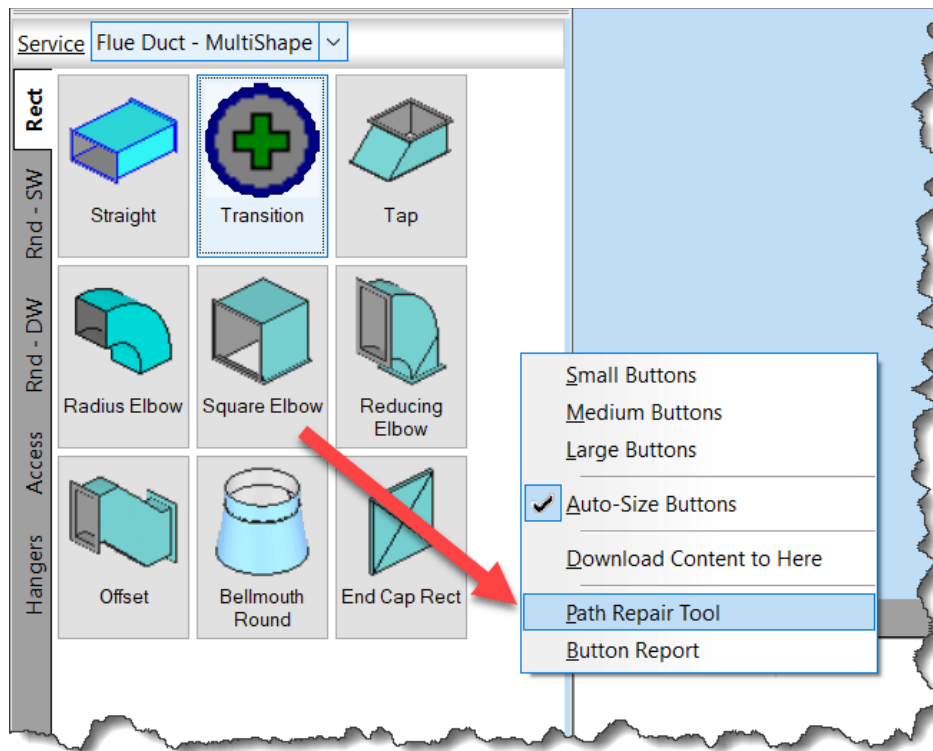 Service Flue Duct - MultiShape
Rect
Rnd - SW
Rnd - DW
Access
Hangers
Straight
Transition
Tap
Radius Elbow
Square Elbow
Reducing
Elbow
Offset
Bellmouth
Round
End Cap Rect
Small Buttons
Medium Buttons
Large Buttons
Auto-Size Buttons
Download Content to Here
Path Repair Tool
Button Report